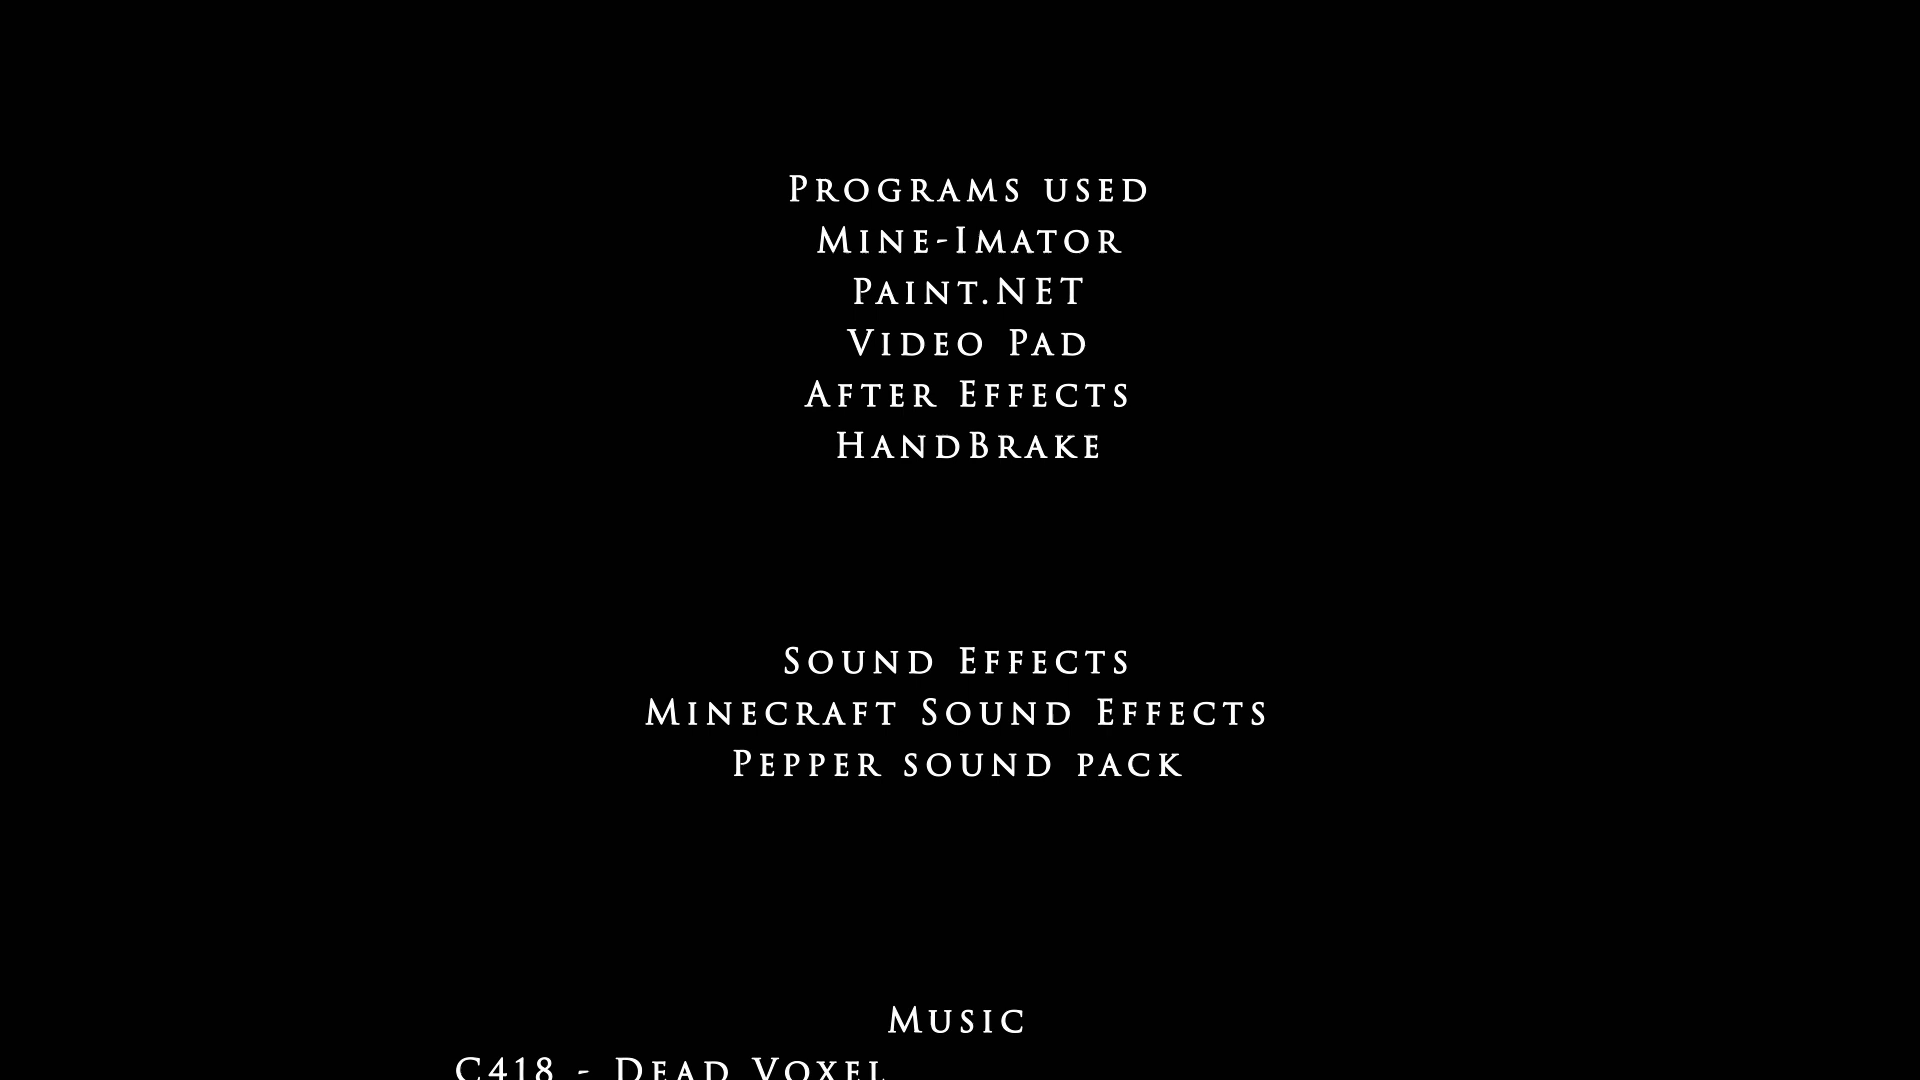 Programs used
Mine-Imator
Paint.NET
Video Pad
After Effects
HandBrake
Sound Effects
Minecraft Sound Effects
Pepper sound pack
Music
C418 - Dead Voxel